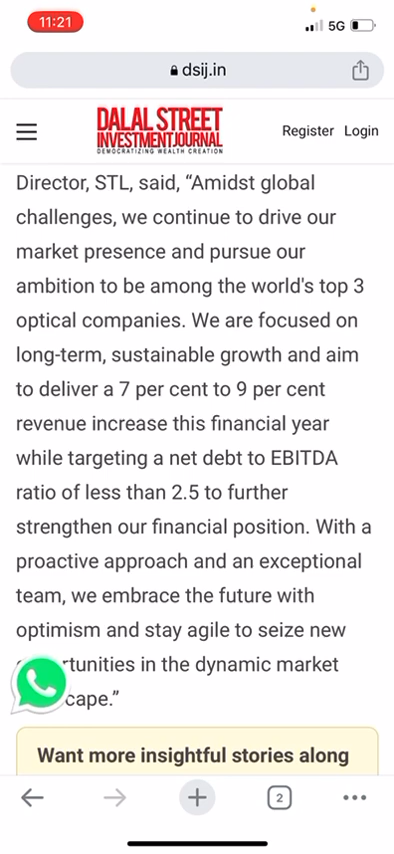 11:21
5G
dsij.in
DALAL STREET
INVESTMENT JOURNAL
DEMOCRATIZING WEALTH CREATION
Register Login
Director, STL, said, “Amidst global
challenges, we continue to drive our
market presence and pursue our
ambition to be among the world's top 3
optical companies. We are focused on
long-term, sustainable growth and aim
to deliver a 7 per cent to 9 per cent
revenue increase this financial year
while targeting a net debt to EBITDA
ratio of less than 2.5 to further
strengthen our financial position. With a
proactive approach and an exceptional
team, we embrace the future with
optimism and stay agile to seize new
rtunities in the dynamic market
cape.”
Want more insightful stories along
2